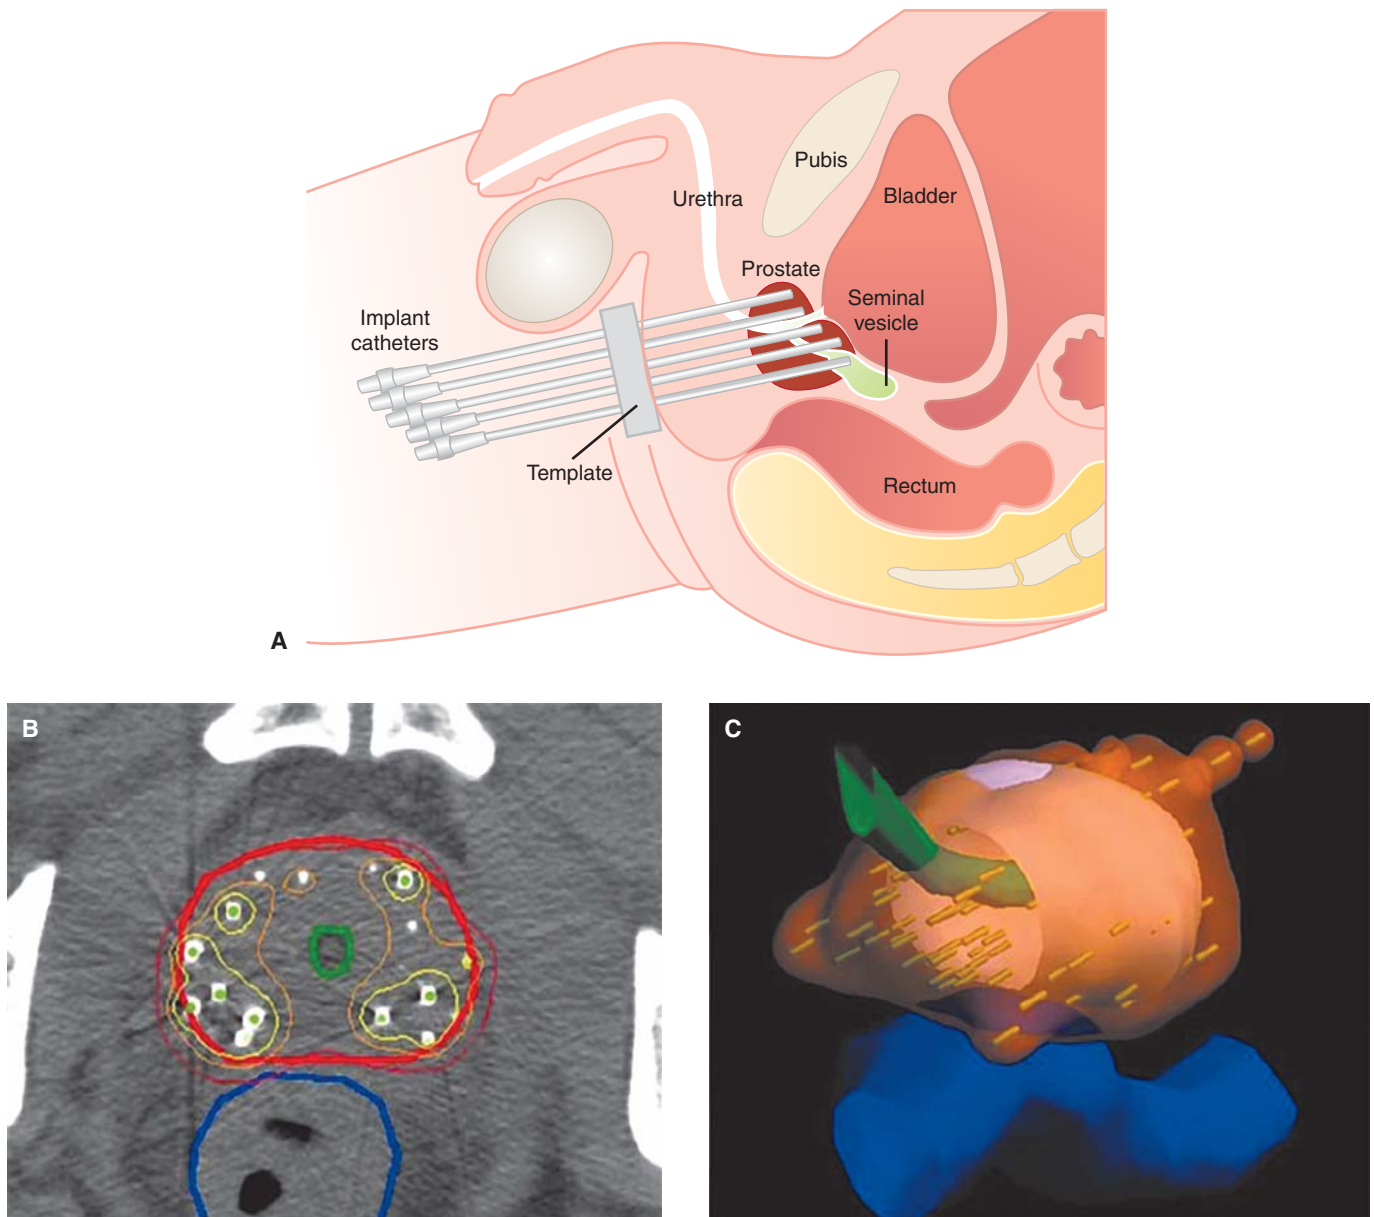 Pubis
Urethra
Bladder
Prostate
Seminal
vesicle
Implant
catheters
Template
Rectum
A
B
C